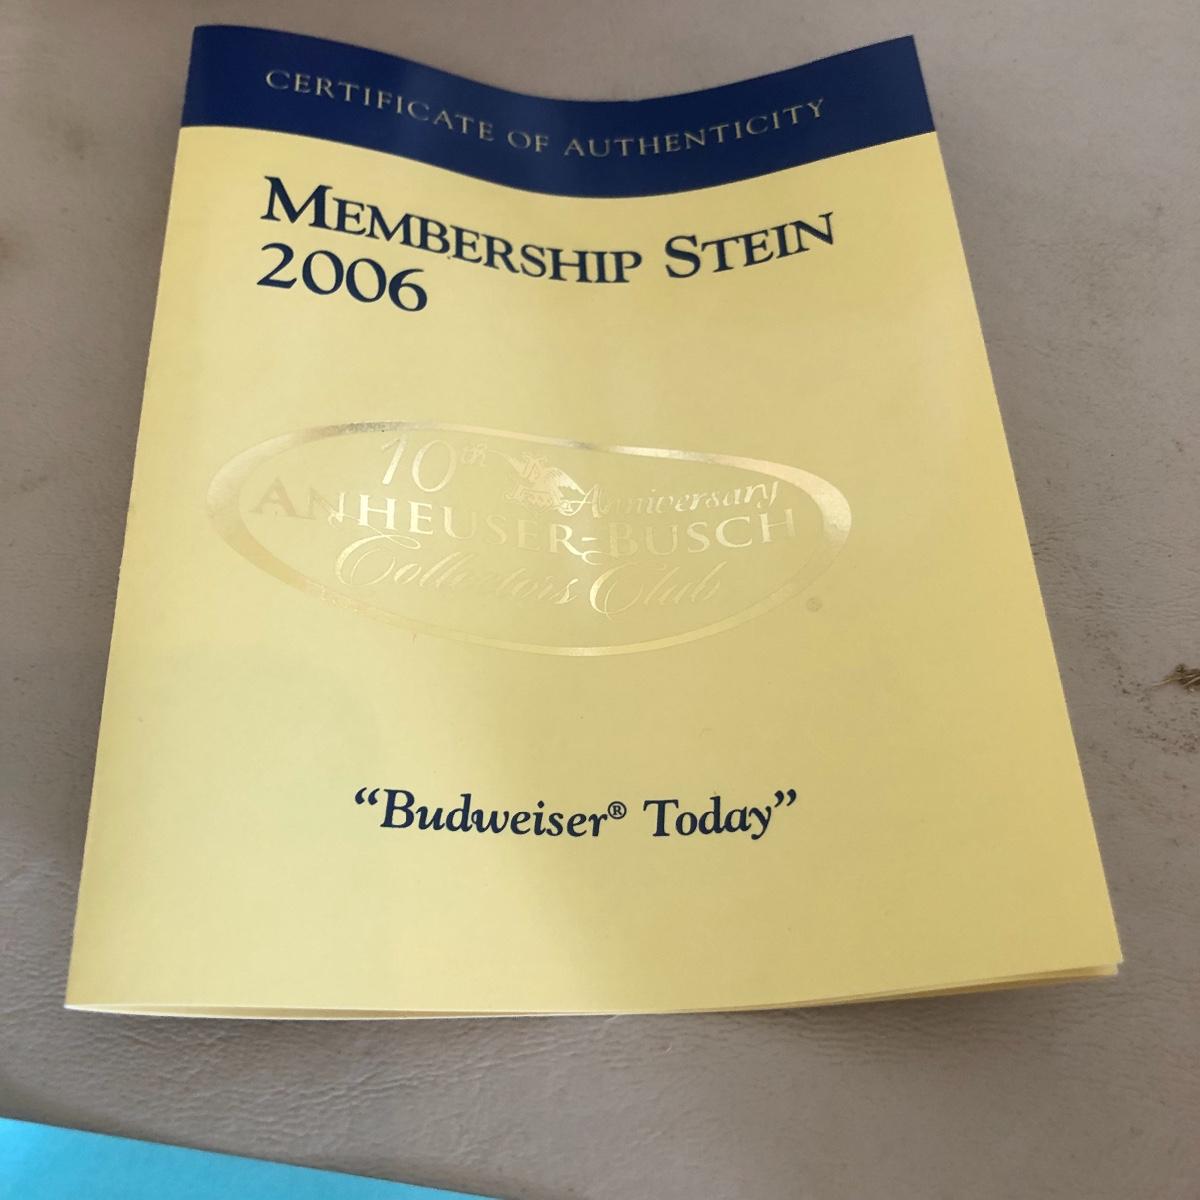 CERTIFICATE OF AUTHENTICITY
MEMBERSHIP STEIN
2006
10th Anniversary
ANHEUSER-BUSCH
Collectors Club
“Budweiser® Today”